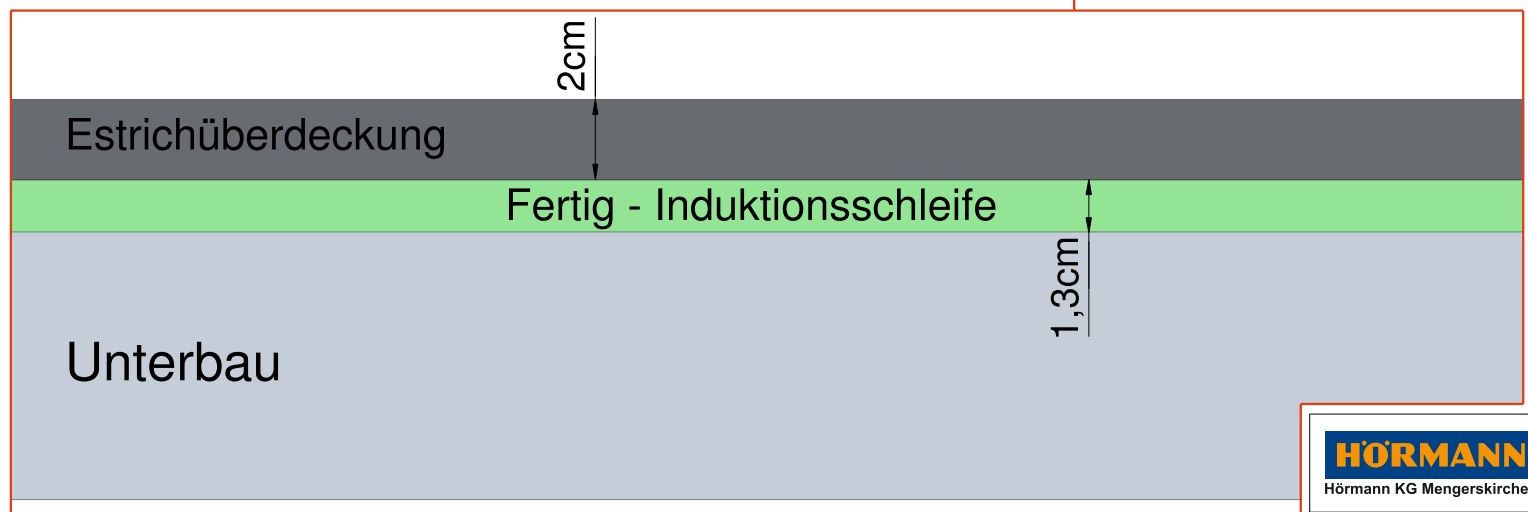 2cm
Estrichüberdeckung
Fertig - Induktionsschleife
1,3cm
Unterbau
HÖRMANN
Hörmann KG Mengerskirche